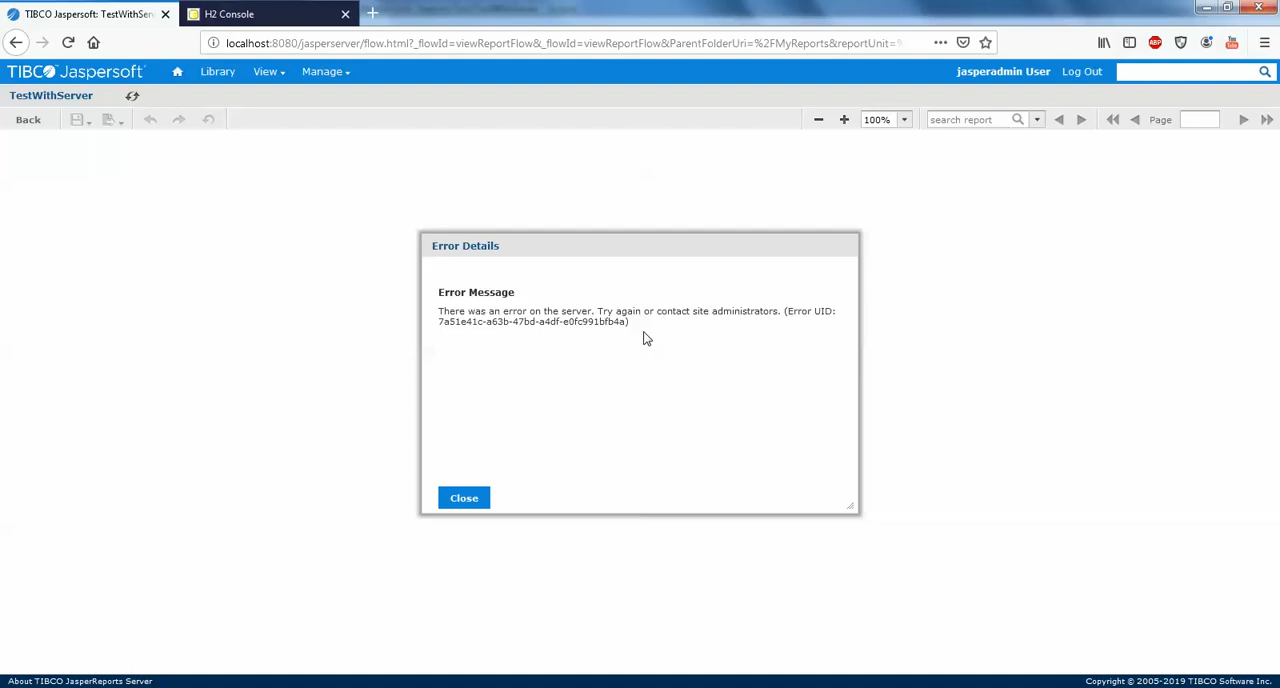 TIBCO Jaspersoft: TestWithSer
H2 Console
localhost:8080/jasperserver/flow.html?_flowId=viewReportFlow&_flowId=viewReportFlow&ParentFolderUri=%2FMyReports&reportUnit=%
TIBCO Jaspersoft
Library
View
Manage
jasperadmin User
Log Out
TestWithServer
Back
100%
search report
Page
Error Details
Error Message
There was an error on the server. Try again or contact site administrators. (Error UID:
7a51e41c-a63b-47bd-a4df-e0fc991bfb4a)
Close
About TIBCO JasperReports Server
Copyright © 2005-2019 TIBCO Software Inc.